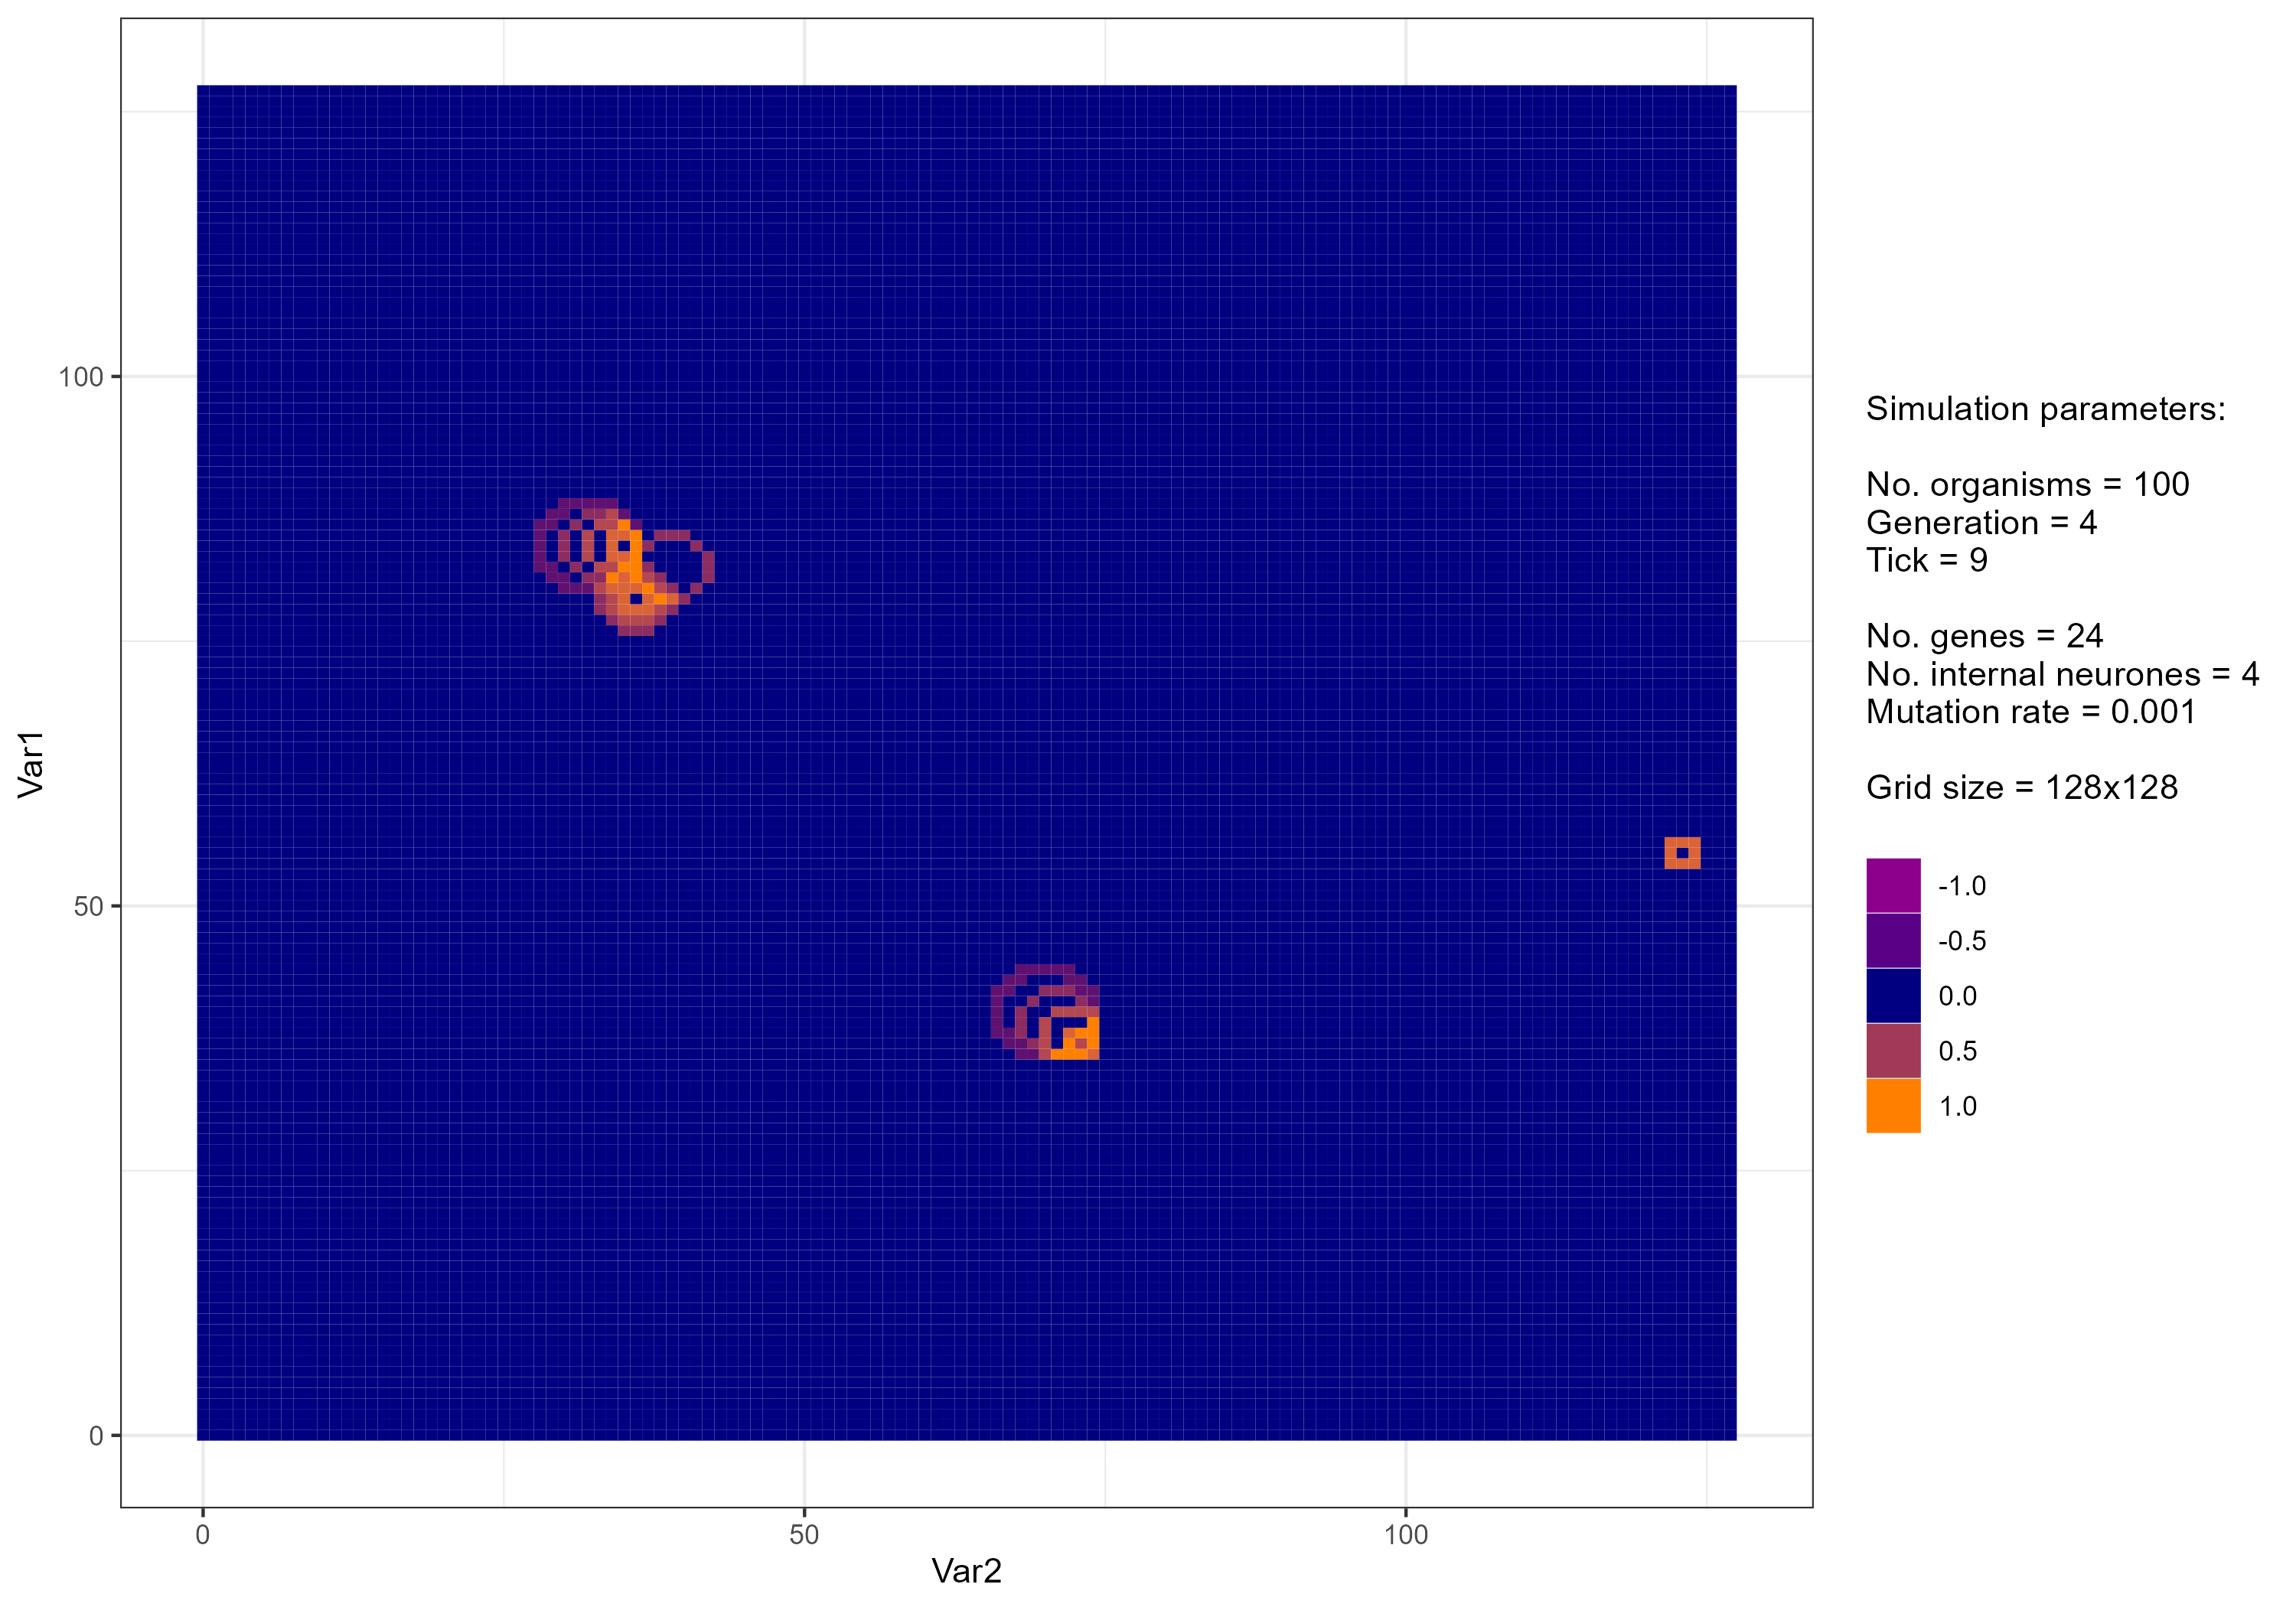 100
50
0
Var1
0
50
100
Var2
Simulation parameters:
No. organisms = 100
Generation = 4
Tick = 9
No. genes = 24
No. internal neurones = 4
Mutation rate = 0.001
Grid size = 128x128
-1.0
-0.5
0.0
0.5
1.0